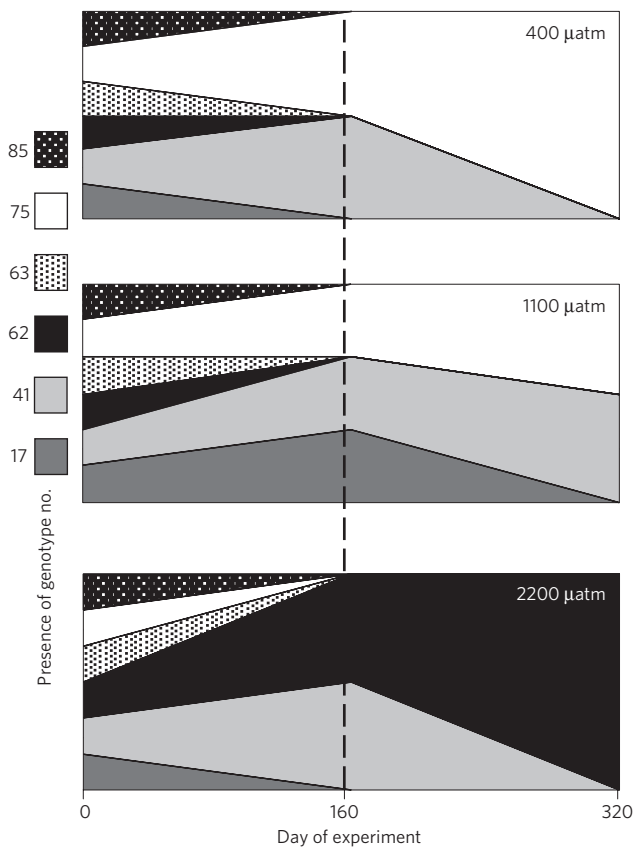 400 µatm
85
75
63
1100 µatm
62
41
17
Presence of genotype no.
2200 µatm
0 160 320
Day of experiment